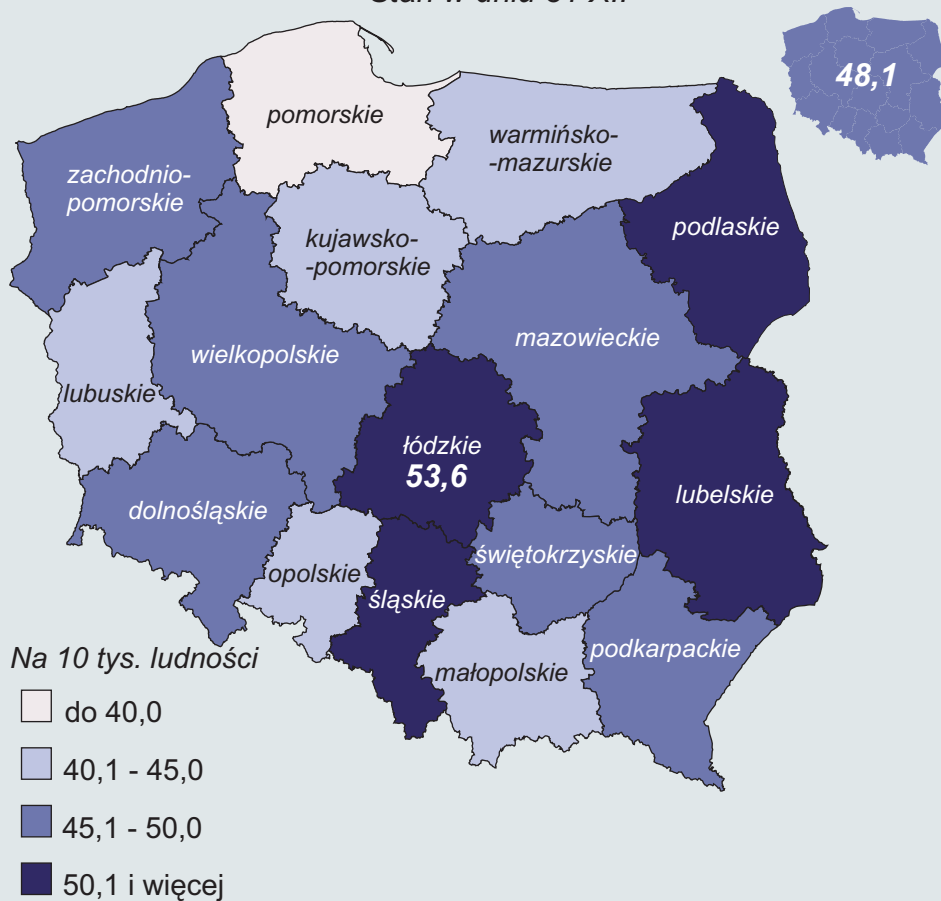 48,1
pomorskie
warmińsko-
-mazurskie
zachodnio-
pomorskie
podlaskie
kujawsko-
-pomorskie
mazowieckie
wielkopolskie
lubuskie
łódzkie
53,6
lubelskie
dolnośląskie
świętokrzyskie
opolskie
śląskie
podkarpackie
małopolskie
Na 10 tys. ludności
do 40,0
40,1 - 45,0
45,1 - 50,0
50,1 i więcej